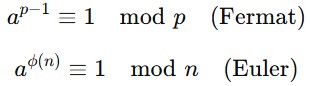 a^{p-1} ≡ 1 mod p (Fermat)
a^{ϕ(n)} ≡ 1 mod n (Euler)